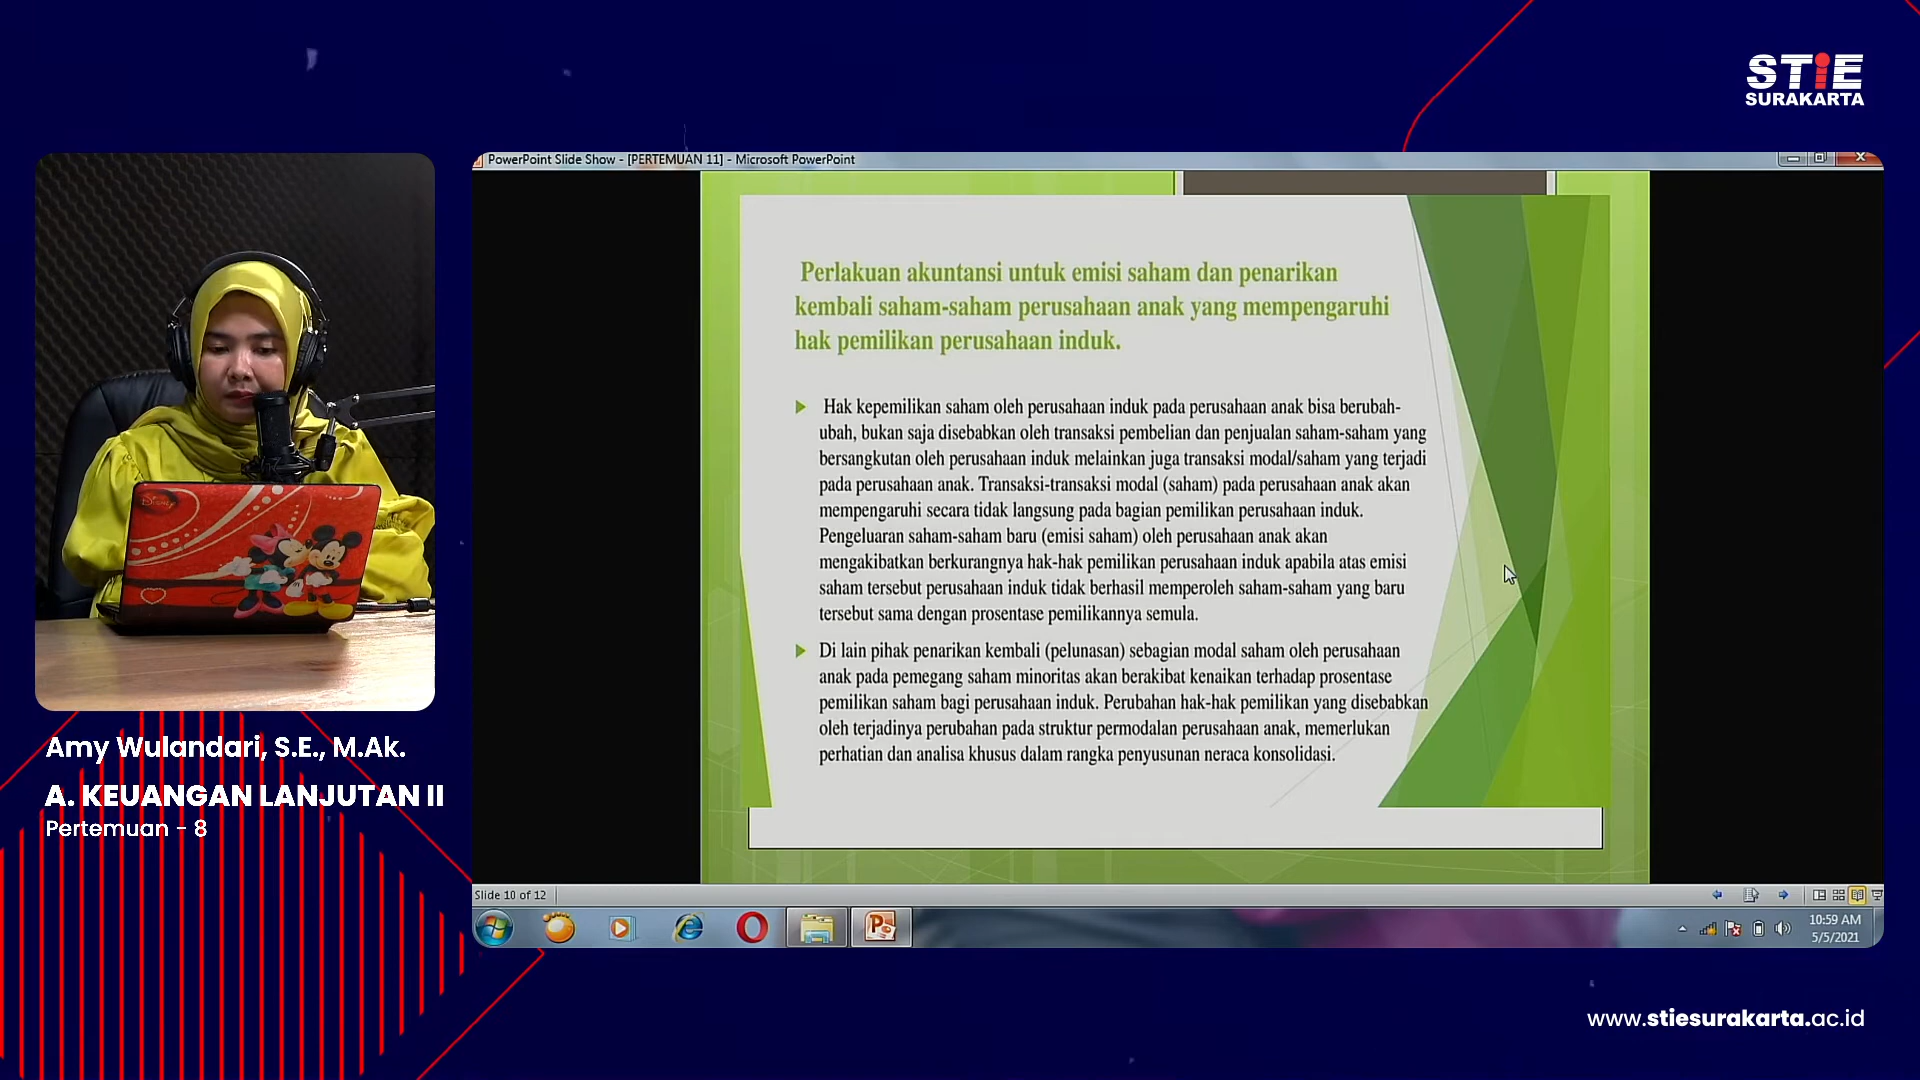 STiE
SURAKARTA
PowerPoint Slide Show - [PERTEMUAN 11] - Microsoft PowerPoint
Perlakuan akuntansi untuk emisi saham dan penarikan
kembali saham-saham perusahaan anak yang mempengaruhi
hak pemilikan perusahaan induk.
Hak kepemilikan saham oleh perusahaan induk pada perusahaan anak bisa berubah-
ubah, bukan saja disebabkan oleh transaksi pembelian dan penjualan saham-saham yang
bersangkutan oleh perusahaan induk melainkan juga transaksi modal/saham yang terjadi
pada perusahaan anak. Transaksi-transaksi modal (saham) pada perusahaan anak akan
mempengaruhi secara tidak langsung pada bagian pemilikan perusahaan induk.
Pengeluaran saham-saham baru (emisi saham) oleh perusahaan anak akan
mengakibatkan berkurangnya hak-hak pemilikan perusahaan induk apabila atas emisi
saham tersebut perusahaan induk tidak berhasil memperoleh saham-saham yang baru
tersebut sama dengan prosentase pemilikannya semula.
Di lain pihak penarikan kembali (pelunasan) sebagian modal saham oleh perusahaan
anak pada pemegang saham minoritas akan berakibat kenaikan terhadap prosentase
pemilikan saham bagi perusahaan induk. Perubahan hak-hak pemilikan yang disebabkan
oleh terjadinya perubahan pada struktur permodalan perusahaan anak, memerlukan
perhatian dan analisa khusus dalam rangka penyusunan neraca konsolidasi.
Slide 10 of 12
10:59 AM
5/5/2021
Disney
Amy Wulandari, S.E., M.Ak.
A. KEUANGAN LANJUTAN II
Pertemuan - 8
www.stiesurakarta.ac.id